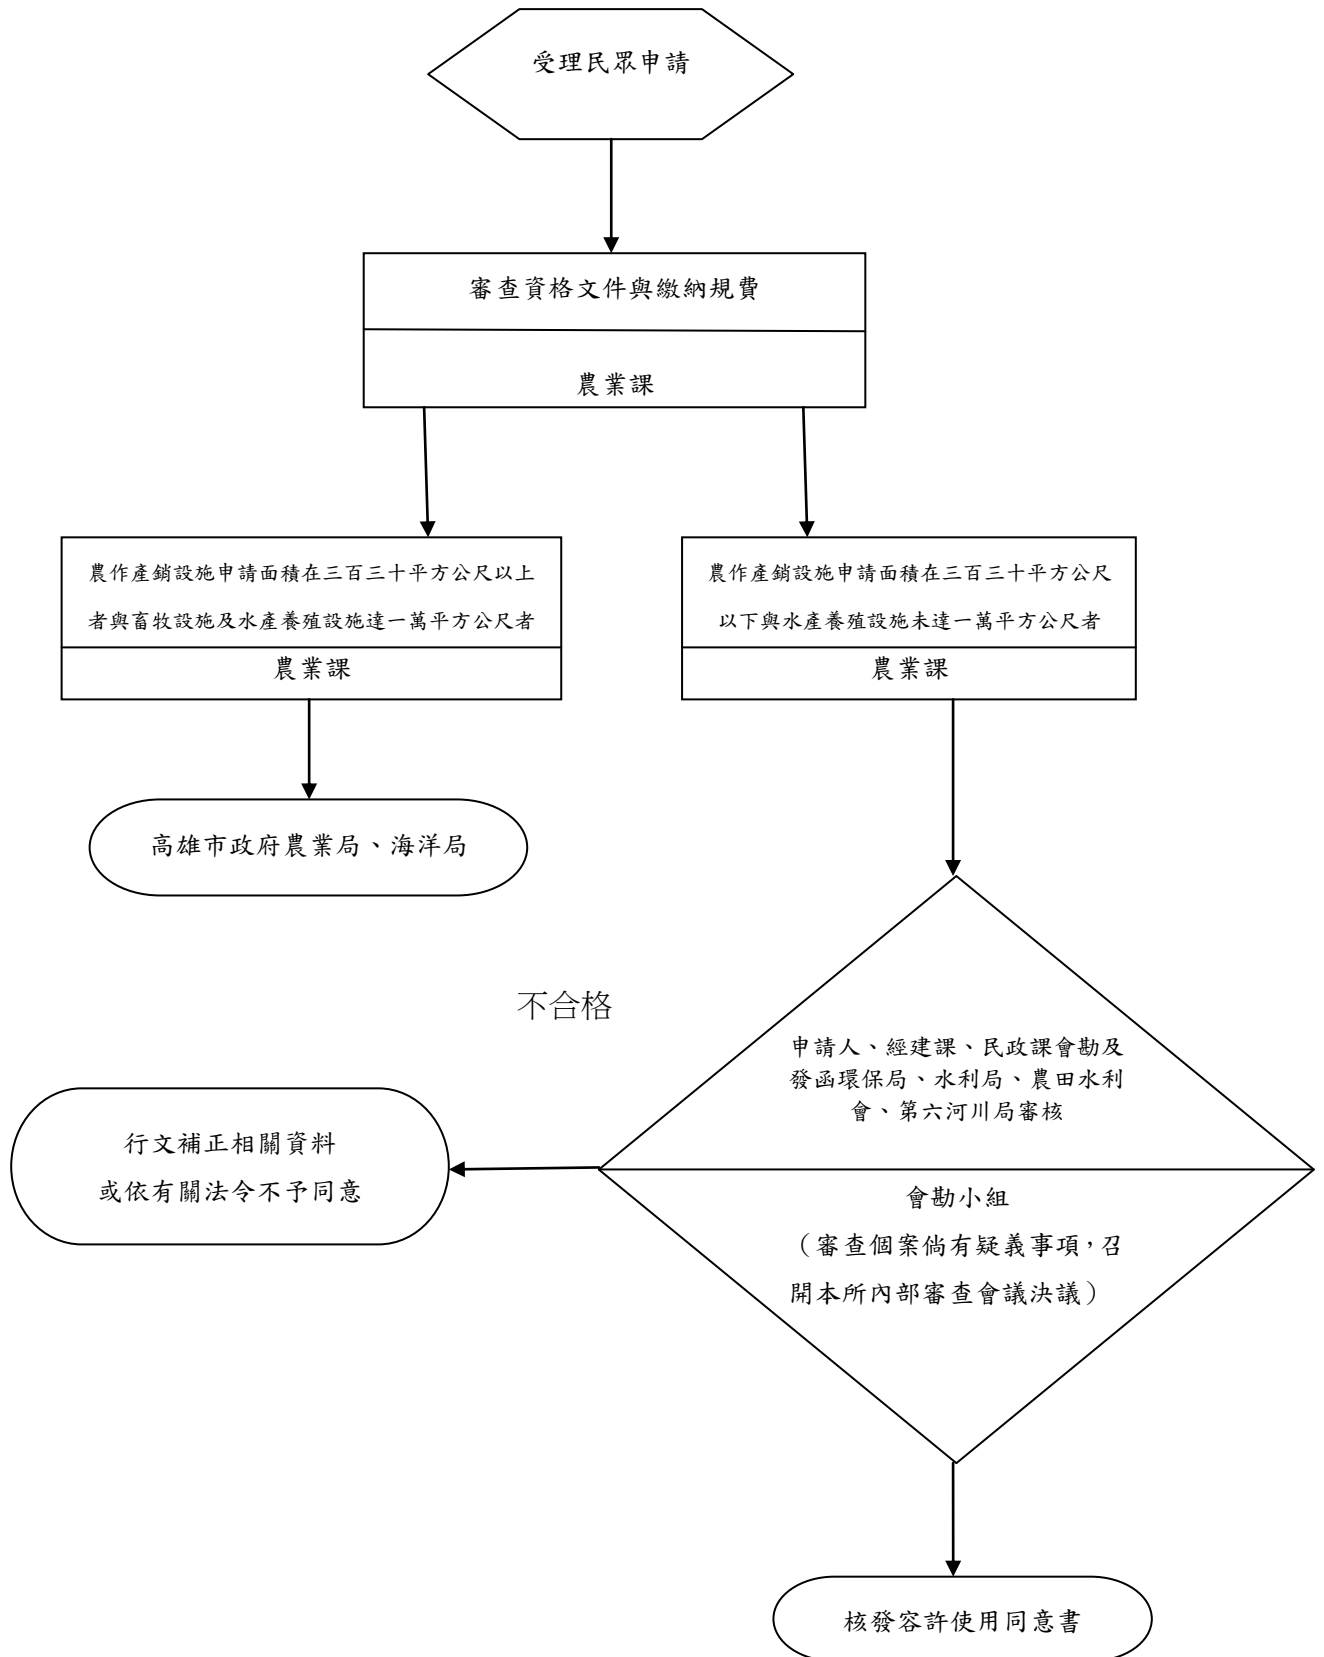 受理民眾申請
審查資格文件與繳納規費
農業課
農作產銷設施申請面積在三百三十平方公尺以上
者與畜牧設施及水產養殖設施達一萬平方公尺者
農業課
農作產銷設施申請面積在三百三十平方公尺
以下與水產養殖設施未達一萬平方公尺者
農業課
高雄市政府農業局、海洋局
不合格
申請人、經建課、民政課會勘及
發函環保局、水利局、農田水利
會、第六河川局審核
行文補正相關資料
或依有關法令不予同意
會勘小組
（審查個案倘有疑義事項，召
開本所內部審查會議決議）
核發容許使用同意書